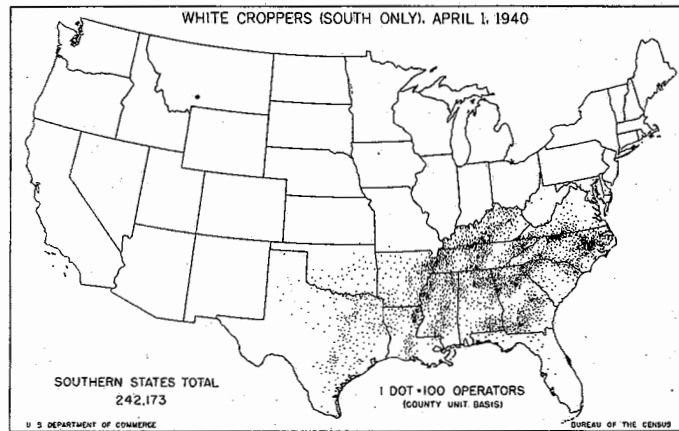 WHITE CROPPERS (SOUTH ONLY), APRIL 1, 1940
SOUTHERN STATES TOTAL
242,173
1 DOT = 100 OPERATORS
(COUNTY UNIT BASIS)
U S DEPARTMENT OF COMMERCE
BUREAU OF THE CENSUS